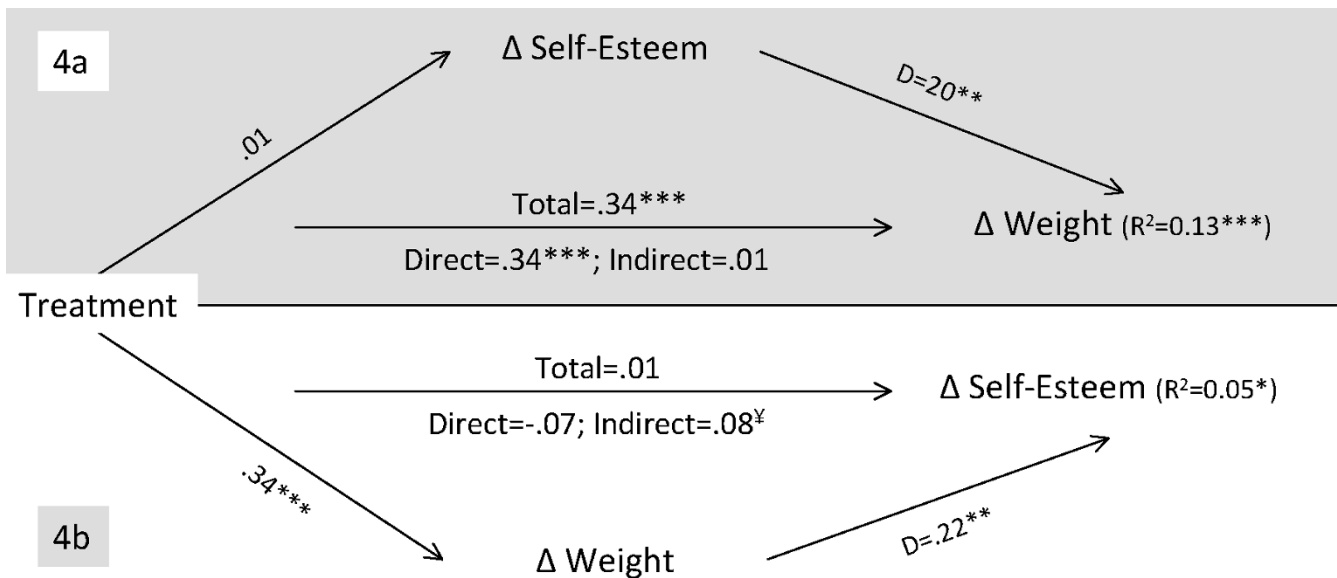 4a
Δ Self-Esteem
.01
D=20**
Total=.34***
Direct=.34***; Indirect=.01
Δ Weight (R²=0.13***)
Treatment
Total=.01
Direct=-.07; Indirect=.08¥
Δ Self-Esteem (R²=0.05*)
.34***
D=.22**
4b
Δ Weight